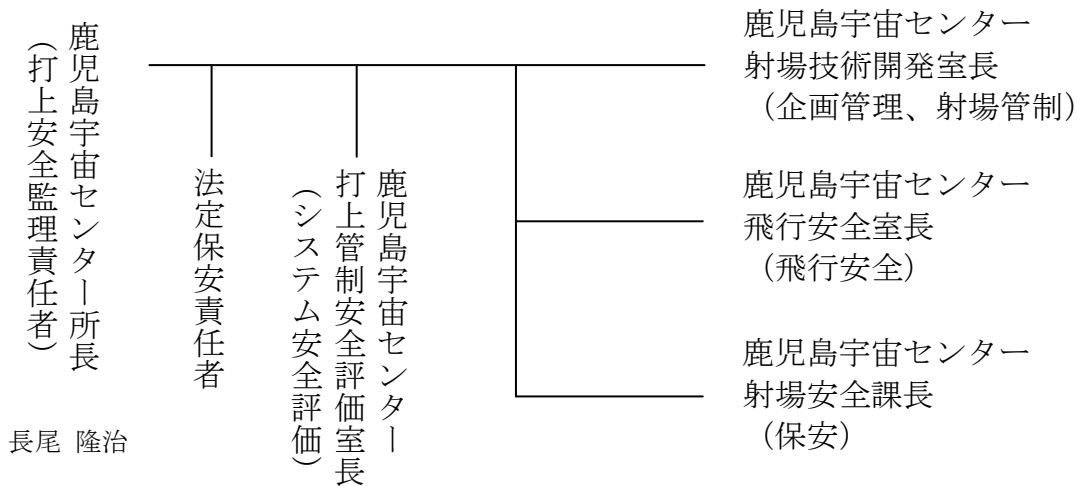 鹿児島宇宙センター所長
（打上安全監理責任者）
長尾 隆治
法定保安責任者
鹿児島宇宙センター
打上管制安全評価室長
（システム安全評価）
鹿児島宇宙センター
射場技術開発室長
（企画管理、射場管制）
鹿児島宇宙センター
飛行安全室長
（飛行安全）
鹿児島宇宙センター
射場安全課長
（保安）